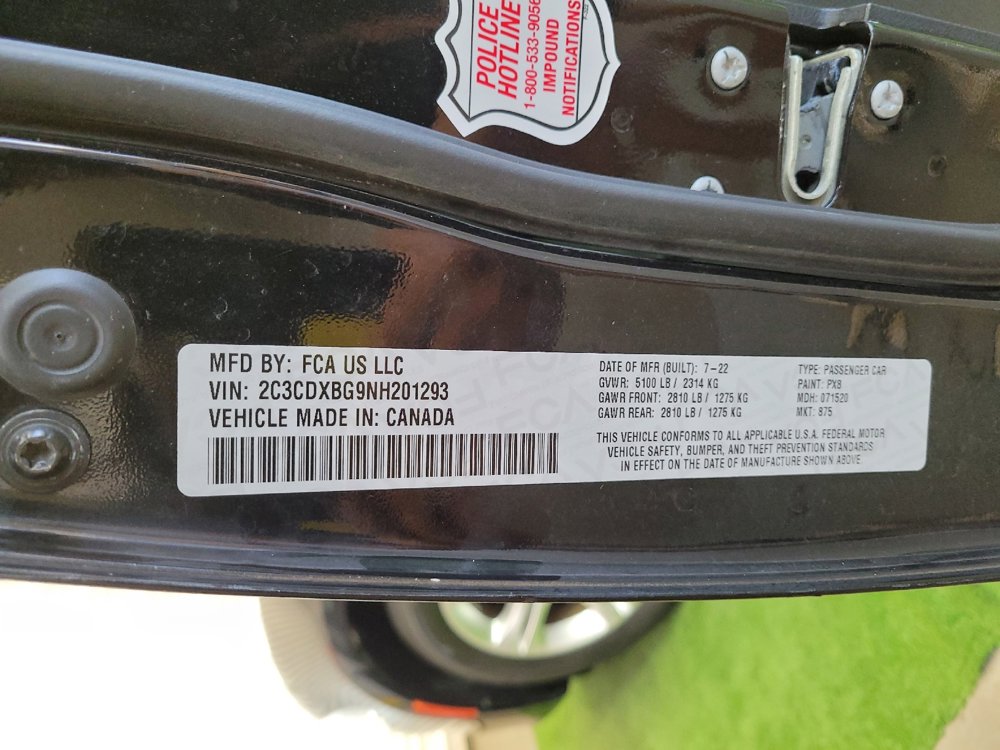 POLICE
HOTLINE
1-800-533-9056
IMPOUND
NOTIFICATIONS
MFD BY: FCA US LLC
VIN: 2C3CDXBG9NH201293
VEHICLE MADE IN: CANADA
DATE OF MFR (BUILT): 7-22
GVWR: 5100 LB / 2314 KG
GAWR FRONT: 2810 LB / 1275 KG
GAWR REAR: 2810 LB / 1275 KG
TYPE: PASSENGER CAR
PAINT: PX8
MDH: 071520
MKT: 875
THIS VEHICLE CONFORMS TO ALL APPLICABLE U.S.A. FEDERAL MOTOR
VEHICLE SAFETY, BUMPER, AND THEFT PREVENTION STANDARDS
IN EFFECT ON THE DATE OF MANUFACTURE SHOWN ABOVE.